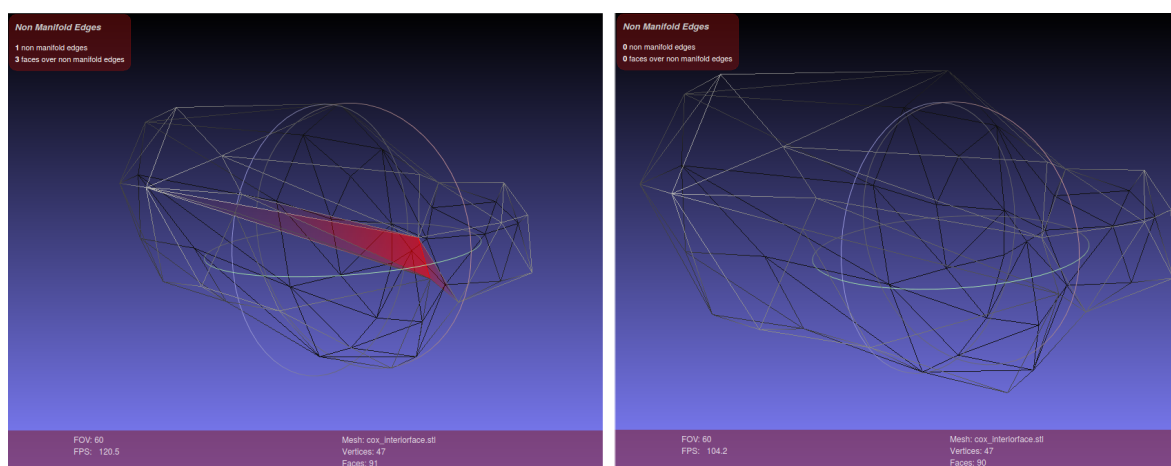 Non Manifold Edges
1 non manifold edges
3 faces over non manifold edges
FOV: 60
FPS: 120.5
Mesh: cox_interiorface.stl
Vertices: 47
Faces: 91
Non Manifold Edges
0 non manifold edges
0 faces over non manifold edges
FOV: 60
FPS: 104.2
Mesh: cox_interiorface.stl
Vertices: 47
Faces: 90